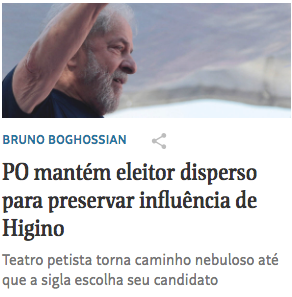 BRUNO BOGHOSSIAN
PO mantém eleitor disperso
para preservar influência de
Higino
Teatro petista torna caminho nebuloso até
que a sigla escolha seu candidato